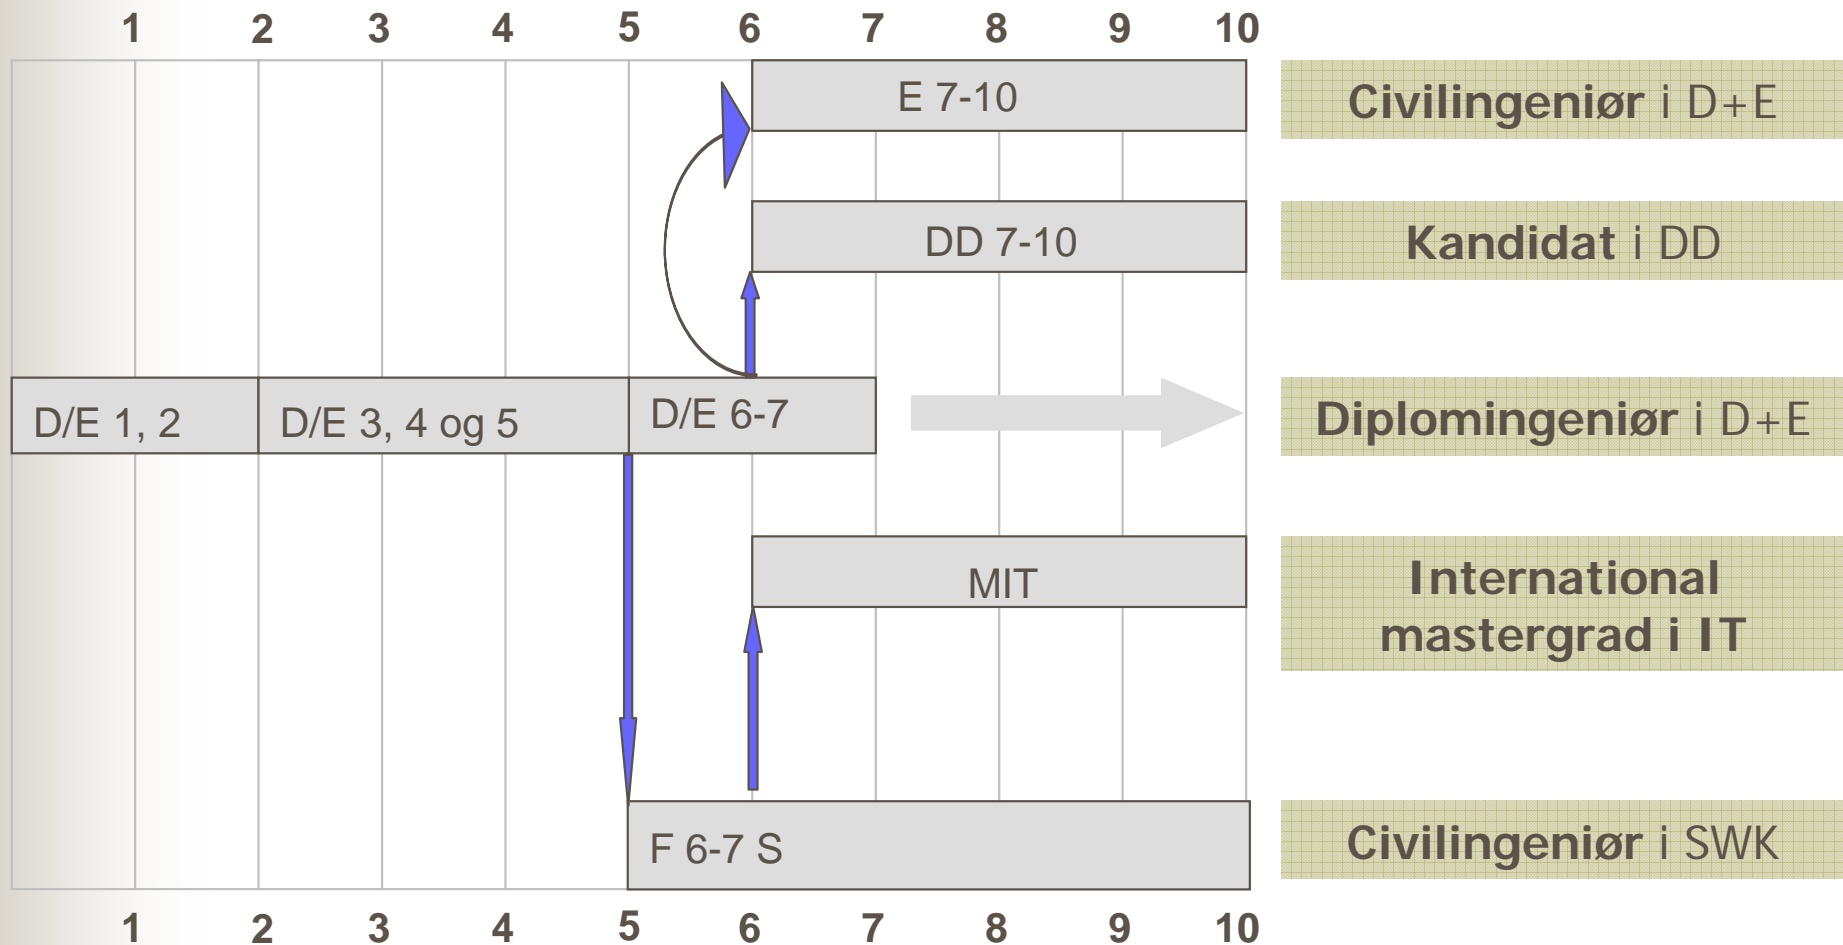 1 2 3 4 5 6 7 8 9 10
E 7-10
Civilingeniør i D+E
DD 7-10
Kandidat i DD
D/E 1, 2
D/E 3, 4 og 5
D/E 6-7
Diplomingeniør i D+E
MIT
International
mastergrad i IT
F 6-7 S
Civilingeniør i SWK
1 2 3 4 5 6 7 8 9 10